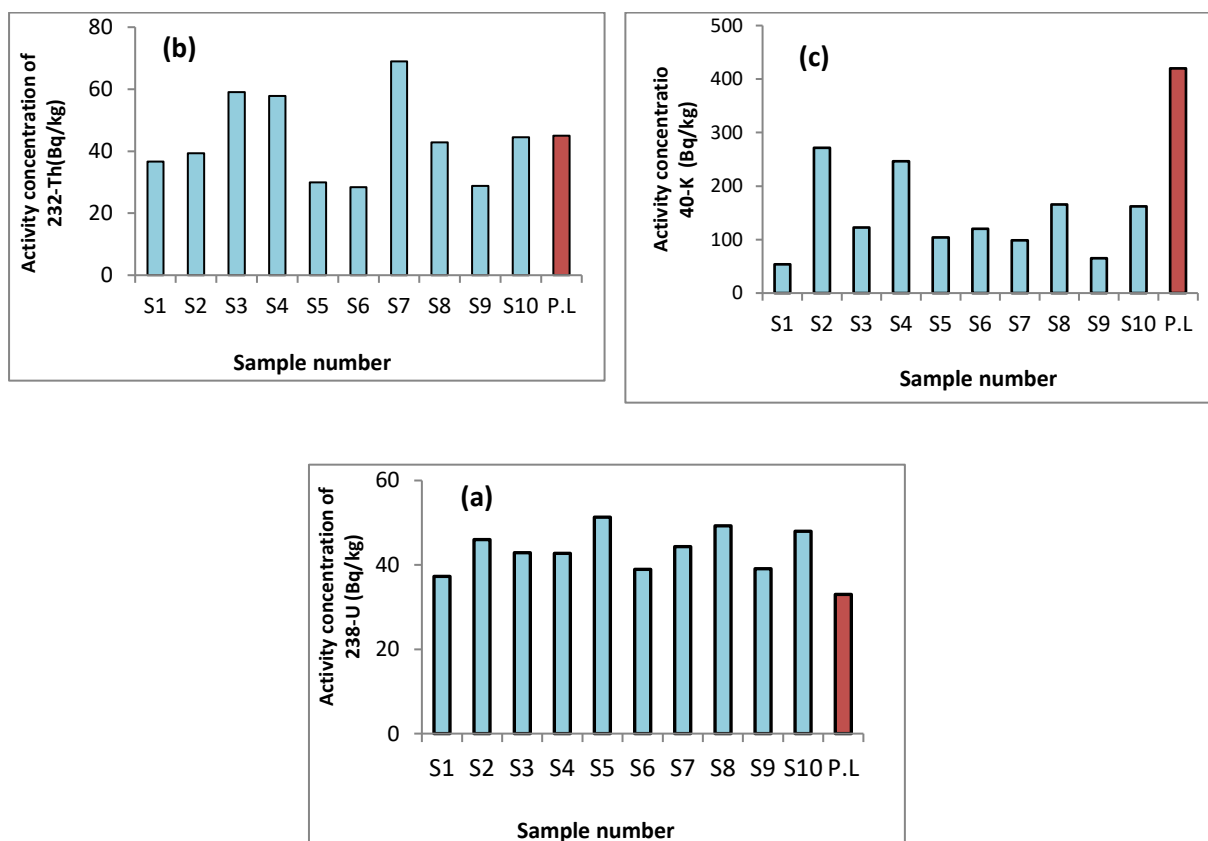 (b)
Activity concentration of
232-Th(Bq/kg)
80
60
40
20
0
S1 S2 S3 S4 S5 S6 S7 S8 S9 S10 P.L
Sample number
(c)
Activity concentratio
40-K (Bq/kg)
500
400
300
200
100
0
S1 S2 S3 S4 S5 S6 S7 S8 S9 S10 P.L
Sample number
(a)
Activity concentration of
238-U (Bq/kg)
60
40
20
0
S1 S2 S3 S4 S5 S6 S7 S8 S9 S10 P.L
Sample number